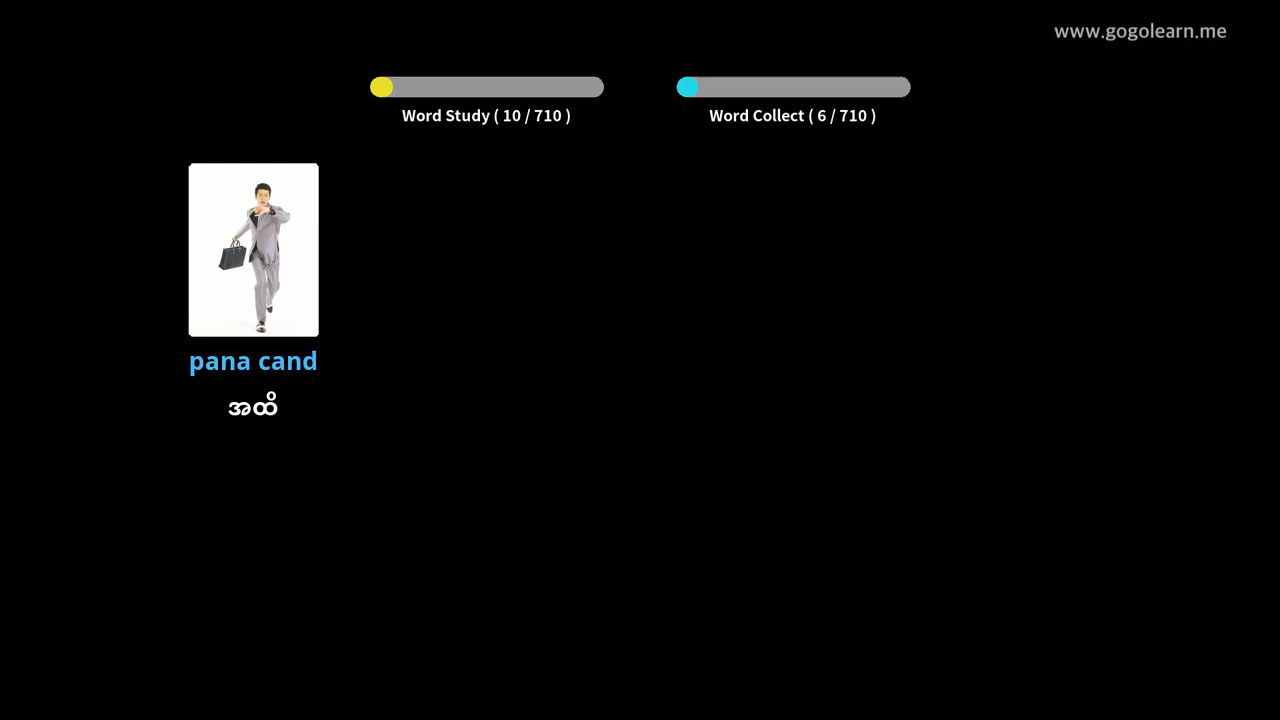 www.gogolearn.me
Word Study ( 10 / 710 )
Word Collect ( 6 / 710 )
pana cand
အထိ